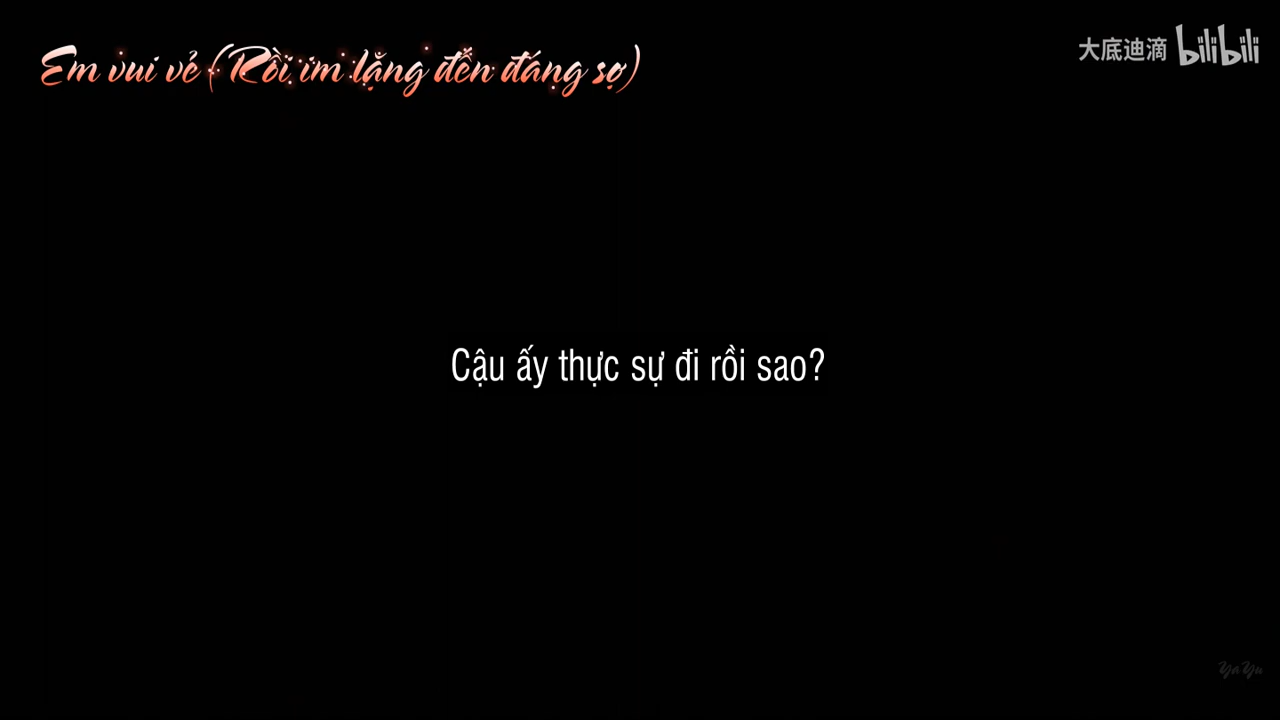 Em vui vẻ (Rồi im lặng đến đáng sợ)
大底迪滴 bilibili
Cậu ấy thực sự đi rồi sao?
YaYu